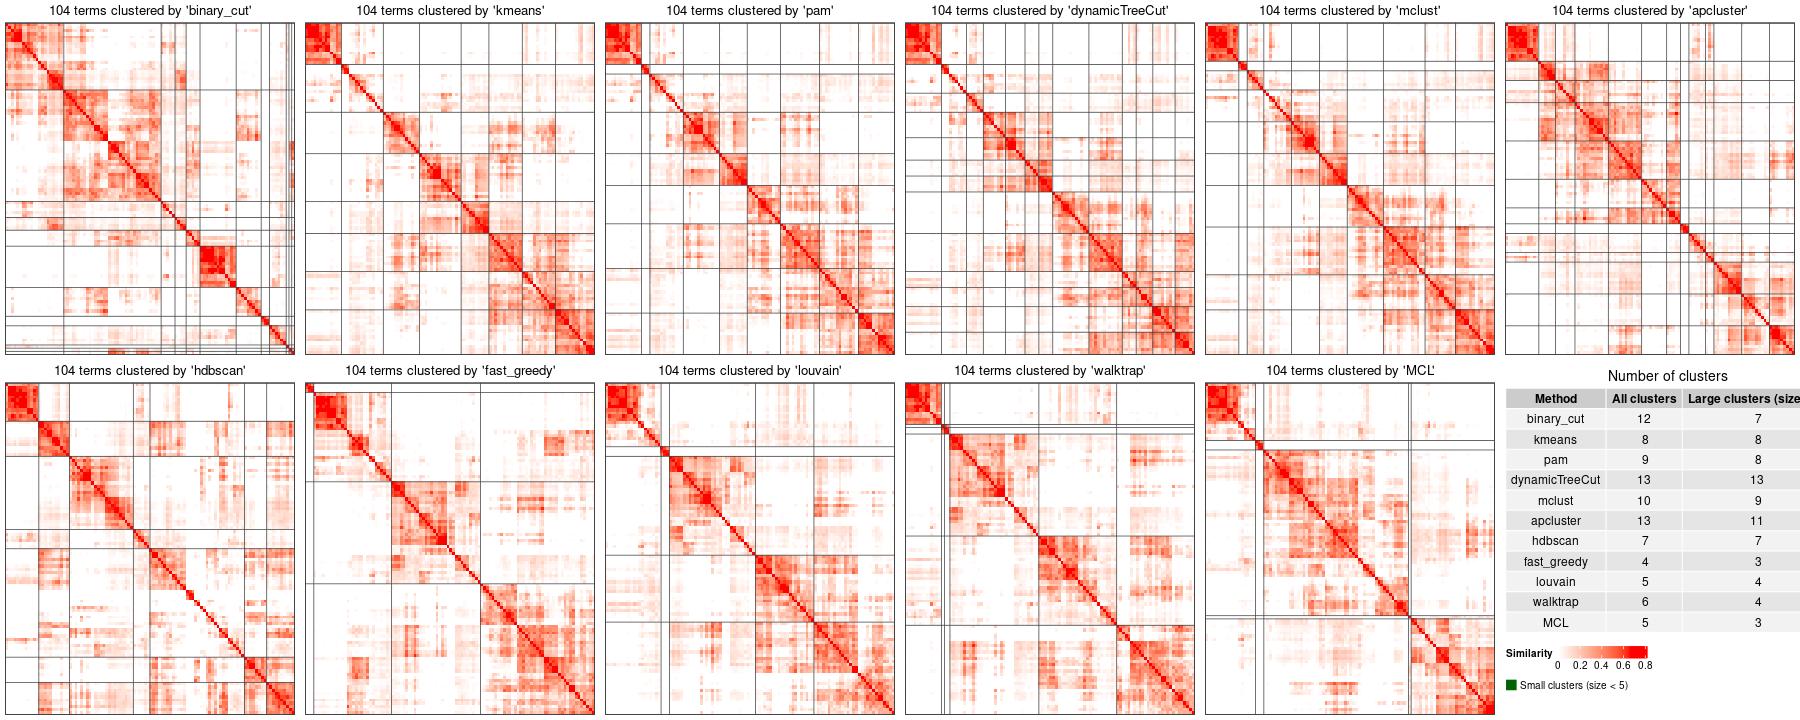 104 terms clustered by 'binary_cut'
104 terms clustered by 'kmeans'
104 terms clustered by 'pam'
104 terms clustered by 'dynamicTreeCut'
104 terms clustered by 'mclust'
104 terms clustered by 'apcluster'
104 terms clustered by 'hdbscan'
104 terms clustered by 'fast_greedy'
104 terms clustered by 'louvain'
104 terms clustered by 'walktrap'
104 terms clustered by 'MCL'
Number of clusters
Method All clusters Large clusters (size
binary_cut 12 7
kmeans 8 8
pam 9 8
dynamicTreeCut 13 13
mclust 10 9
apcluster 13 11
hdbscan 7 7
fast_greedy 4 3
louvain 5 4
walktrap 6 4
MCL 5 3
Similarity
0 0.2 0.4 0.6 0.8
Small clusters (size < 5)